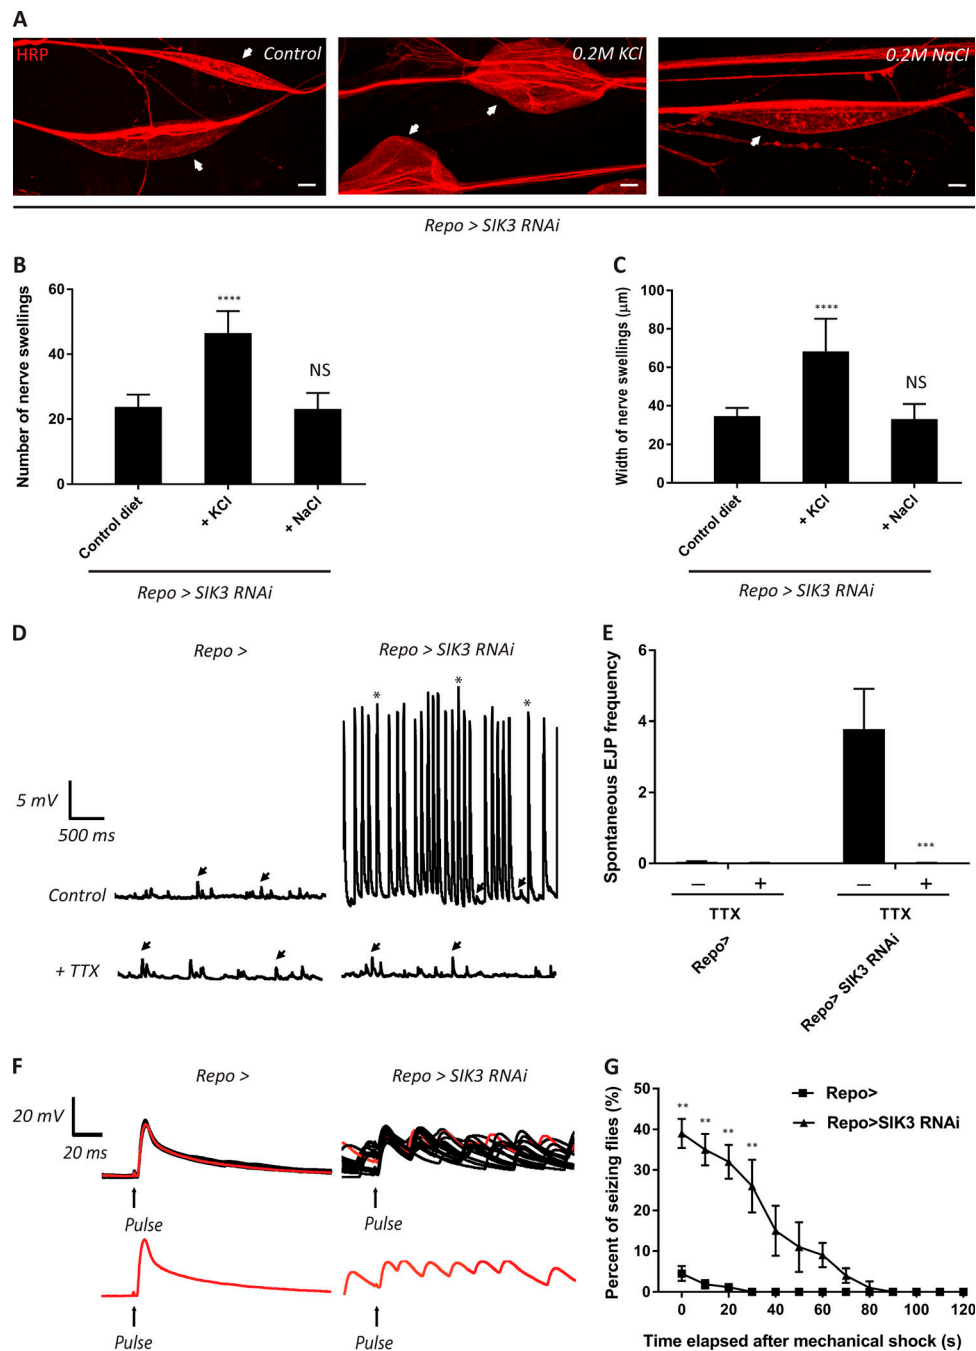 A
HRP
Control
0.2M KCl
0.2M NaCl
Repo > SIK3 RNAi
B
Number of nerve swellings
60
40
20
0
****
NS
Control diet
+ KCl
+ NaCl
Repo > SIK3 RNAi
C
Width of nerve swellings (μm)
100
80
60
40
20
0
****
NS
Control diet
+ KCl
+ NaCl
Repo > SIK3 RNAi
D
Repo >
Repo > SIK3 RNAi
* * *
5 mV
500 ms
Control
+ TTX
E
Spontaneous EJP frequency
6
4
2
0
***
− + − +
TTX TTX
Repo>
Repo> SIK3 RNAi
F
Repo >
Repo > SIK3 RNAi
20 mV
20 ms
Pulse
Pulse
Pulse
Pulse
G
Repo>
Repo>SIK3 RNAi
Percent of seizing flies (%)
50
40
30
20
10
0
** ** ** **
0 20 40 60 80 100 120
Time elapsed after mechanical shock (s)